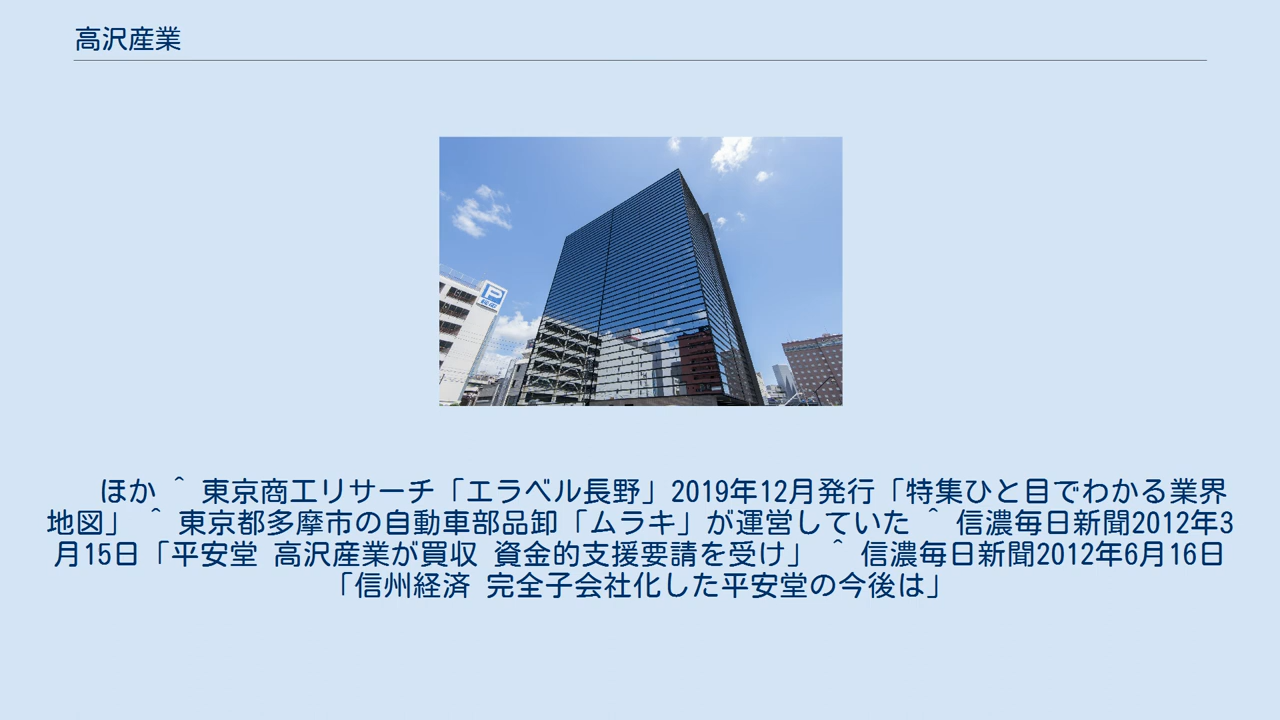 高沢産業
P
ほか ^ 東京商工リサーチ「エラベル長野」2019年12月発行「特集ひと目でわかる業界
地図」 ^ 東京都多摩市の自動車部品卸「ムラキ」が運営していた ^ 信濃毎日新聞2012年3
月15日「平安堂 高沢産業が買収 資金的支援要請を受け」 ^ 信濃毎日新聞2012年6月16日
「信州経済 完全子会社化した平安堂の今後は」